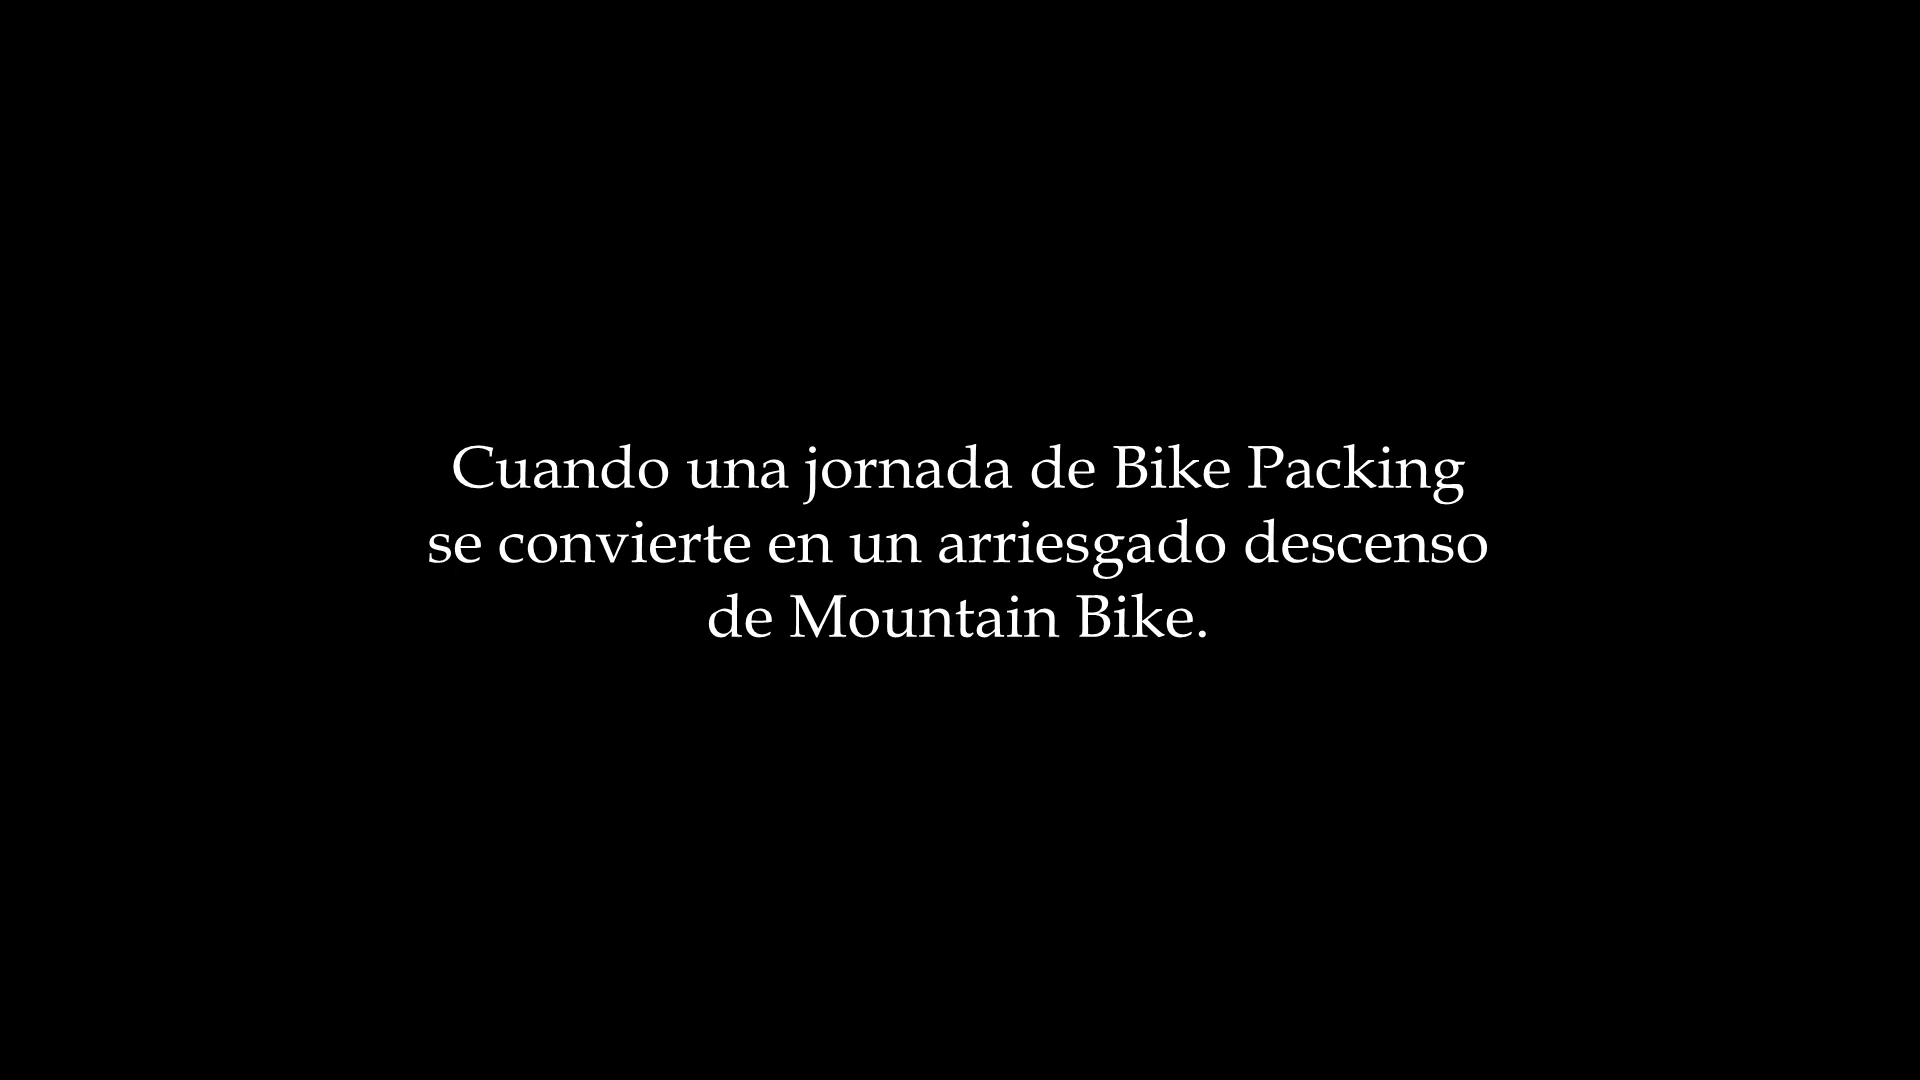 Cuando una jornada de Bike Packing
se convierte en un arriesgado descenso
de Mountain Bike.